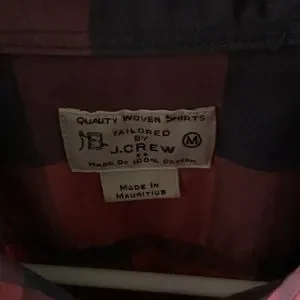 QUALITY WOVEN SHIRTS
TAILORED
BY
M
J.CREW
MADE OF 100% COTTON
MADE IN
MAURITIUS